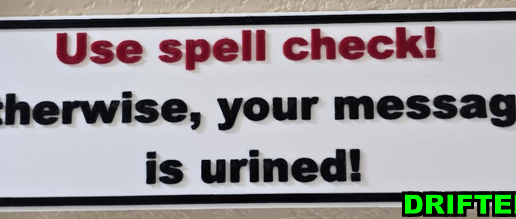 Use spell check!
therwise, your messag
is urined!
DRIFTE